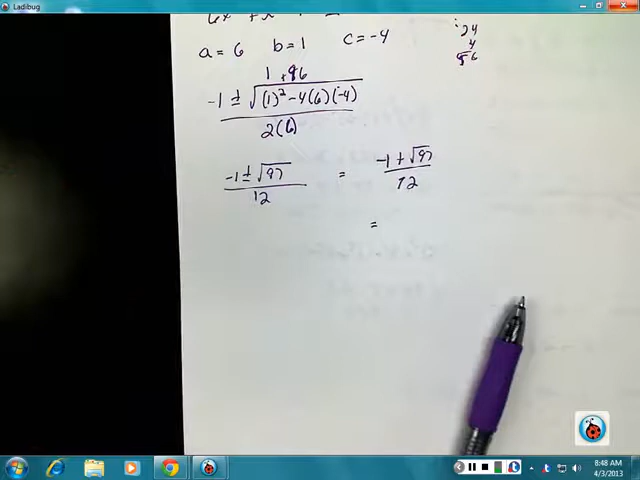 Ladibug
a = 6 b = 1 c = -4
24
4
96
1 + 96
-1 ± √(1)² - 4(6)(-4)
2(6)
-1 ± √97
12
=
-1 + √97
12
=
8:48 AM
4/3/2013